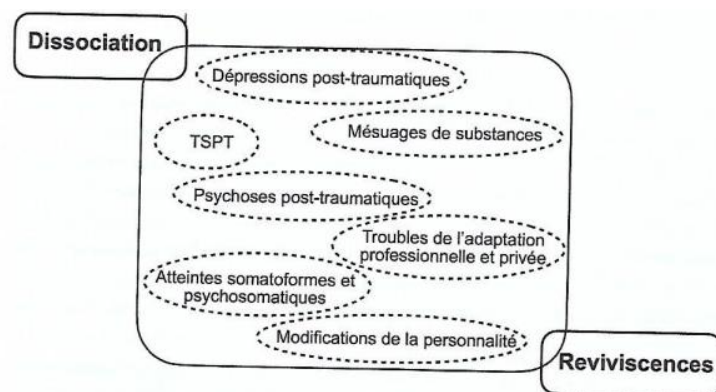 Dissociation
Dépressions post-traumatiques
TSPT
Mésuages de substances
Psychoses post-traumatiques
Troubles de l'adaptation
professionnelle et privée
Atteintes somatoformes et
psychosomatiques
Modifications de la personnalité
Reviviscences